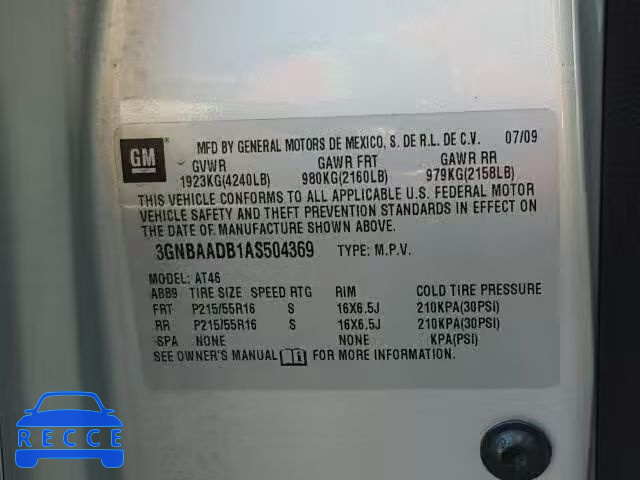 GM
MFD BY GENERAL MOTORS DE MEXICO, S. DE R.L. DE C.V. 07/09
GVWR GAWR FRT GAWR RR
1923KG(4240LB) 980KG(2160LB) 979KG(2158LB)
THIS VEHICLE CONFORMS TO ALL APPLICABLE U.S. FEDERAL MOTOR
VEHICLE SAFETY AND THEFT PREVENTION STANDARDS IN EFFECT ON
THE DATE OF MANUFACTURE SHOWN ABOVE.
3GNBAADB1AS504369 TYPE: M.P.V.
MODEL: AT46
ABB9 TIRE SIZE SPEED RTG RIM COLD TIRE PRESSURE
FRT P215/55R16 S 16X6.5J 210KPA(30PSI)
RR P215/55R16 S 16X6.5J 210KPA(30PSI)
SPA NONE NONE KPA(PSI)
SEE OWNER'S MANUAL FOR MORE INFORMATION.
RECCE